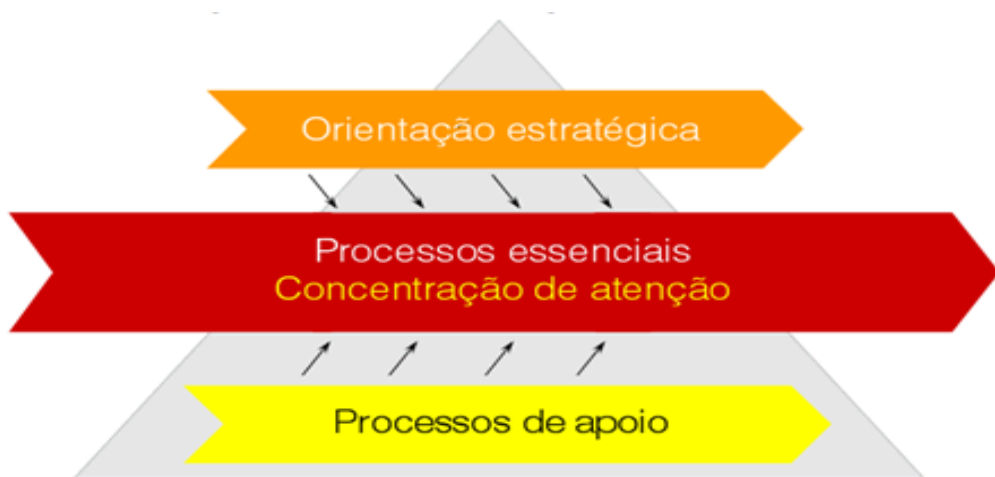 Orientação estratégica
Processos essenciais
Concentração de atenção
Processos de apoio